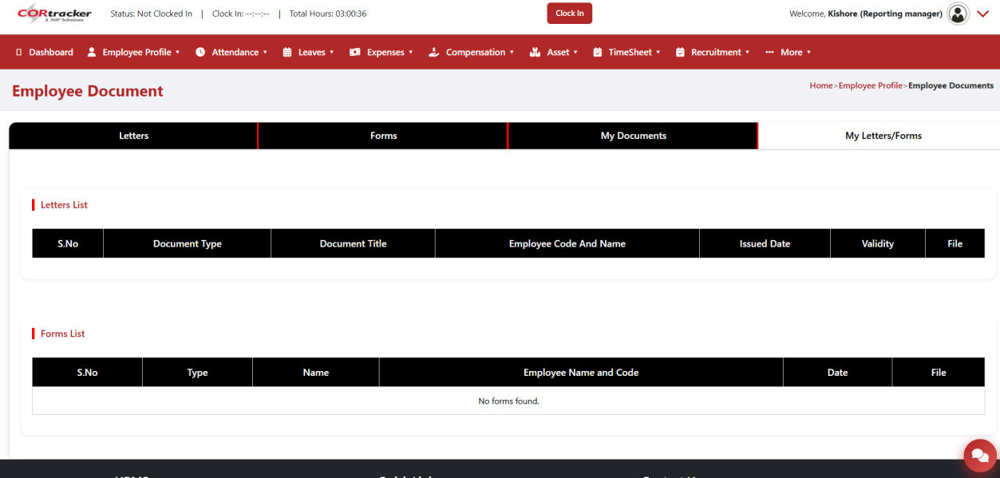 CORtracker
A 360° Solutions
Status: Not Clocked In | Clock In: --:--:-- | Total Hours: 03:00:36
Clock In
Welcome, Kishore (Reporting manager)
Dashboard Employee Profile Attendance Leaves Expenses Compensation Asset TimeSheet Recruitment More
Employee Document
Home>Employee Profile>Employee Documents
Letters Forms My Documents My Letters/Forms
Letters List
S.No Document Type Document Title Employee Code And Name Issued Date Validity File
Forms List
S.No Type Name Employee Name and Code Date File
No forms found.